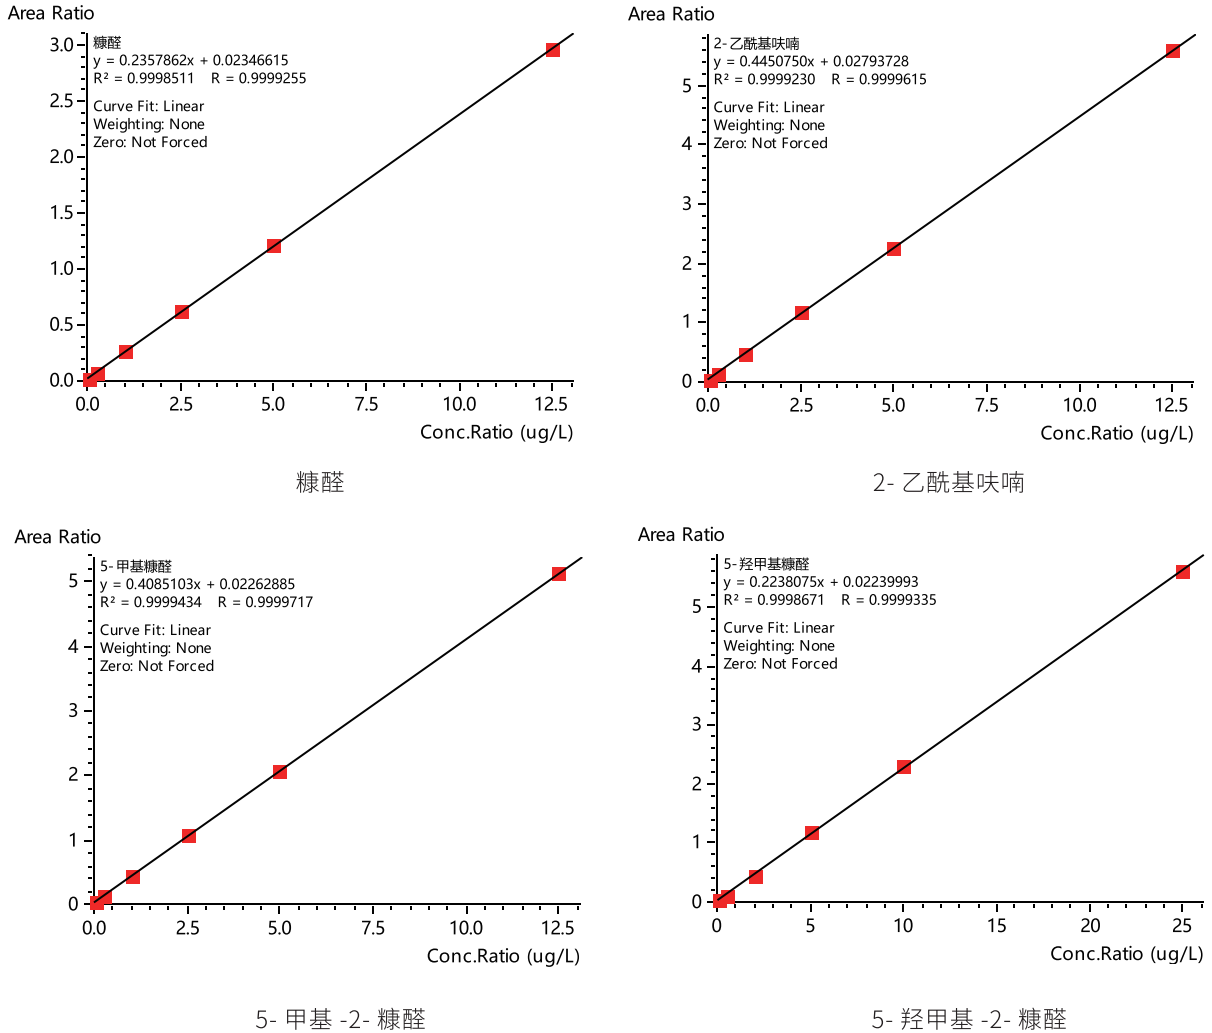 Area Ratio
3.0
2.5
2.0
1.5
1.0
0.5
0.0
糠醛
y = 0.2357862x + 0.02346615
R² = 0.9998511 R = 0.9999255
Curve Fit: Linear
Weighting: None
Zero: Not Forced
0.0 2.5 5.0 7.5 10.0 12.5
Conc.Ratio (ug/L)
糠醛
Area Ratio
5
4
3
2
1
0
2-乙酰基呋喃
y = 0.4450750x + 0.02793728
R² = 0.9999230 R = 0.9999615
Curve Fit: Linear
Weighting: None
Zero: Not Forced
0.0 2.5 5.0 7.5 10.0 12.5
Conc.Ratio (ug/L)
2- 乙酰基呋喃
Area Ratio
5
4
3
2
1
0
5-甲基糠醛
y = 0.4085103x + 0.02262885
R² = 0.9999434 R = 0.9999717
Curve Fit: Linear
Weighting: None
Zero: Not Forced
0.0 2.5 5.0 7.5 10.0 12.5
Conc.Ratio (ug/L)
5- 甲基 -2- 糠醛
Area Ratio
5
4
3
2
1
0
5-羟甲基糠醛
y = 0.2238075x + 0.02239993
R² = 0.9998671 R = 0.9999335
Curve Fit: Linear
Weighting: None
Zero: Not Forced
0 5 10 15 20 25
Conc.Ratio (ug/L)
5- 羟甲基 -2- 糠醛